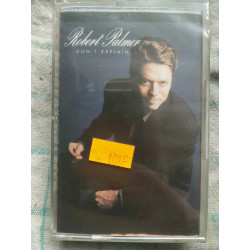 Robert Palmer
DON'T EXPLAIN